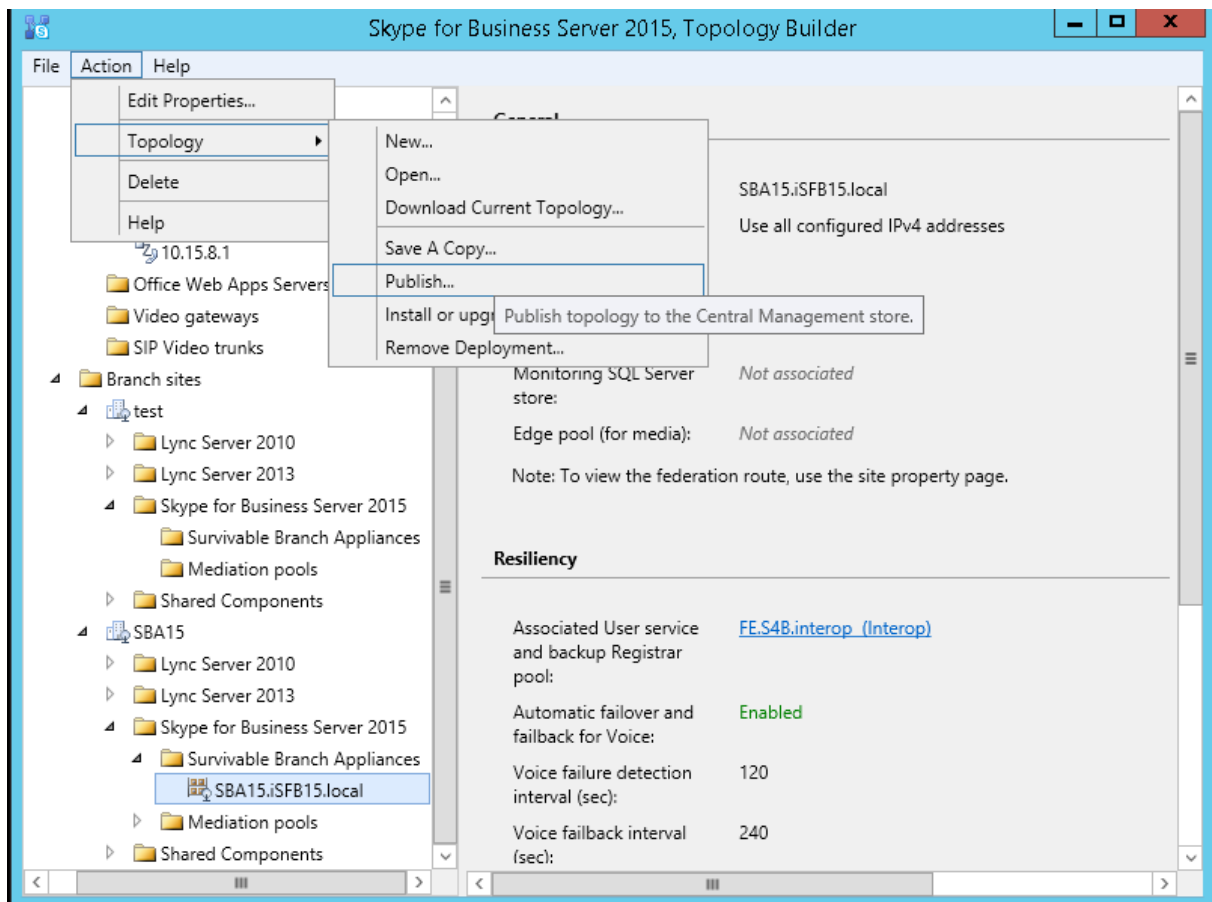 Skype for Business Server 2015, Topology Builder
File Action Help
Edit Properties...
Topology
Delete
Help
New...
Open...
Download Current Topology...
Save A Copy...
Publish...
Install or upgr
Publish topology to the Central Management store.
Remove Deployment...
10.15.8.1
Office Web Apps Servers
Video gateways
SIP Video trunks
Branch sites
test
Lync Server 2010
Lync Server 2013
Skype for Business Server 2015
Survivable Branch Appliances
Mediation pools
Shared Components
SBA15
Lync Server 2010
Lync Server 2013
Skype for Business Server 2015
Survivable Branch Appliances
SBA15.iSFB15.local
Mediation pools
Shared Components
General
SBA15.iSFB15.local
Use all configured IPv4 addresses
Monitoring SQL Server Not associated
store:
Edge pool (for media): Not associated
Note: To view the federation route, use the site property page.
Resiliency
Associated User service FE.S4B.interop (Interop)
and backup Registrar
pool:
Automatic failover and Enabled
failback for Voice:
Voice failure detection 120
interval (sec):
Voice failback interval 240
(sec):